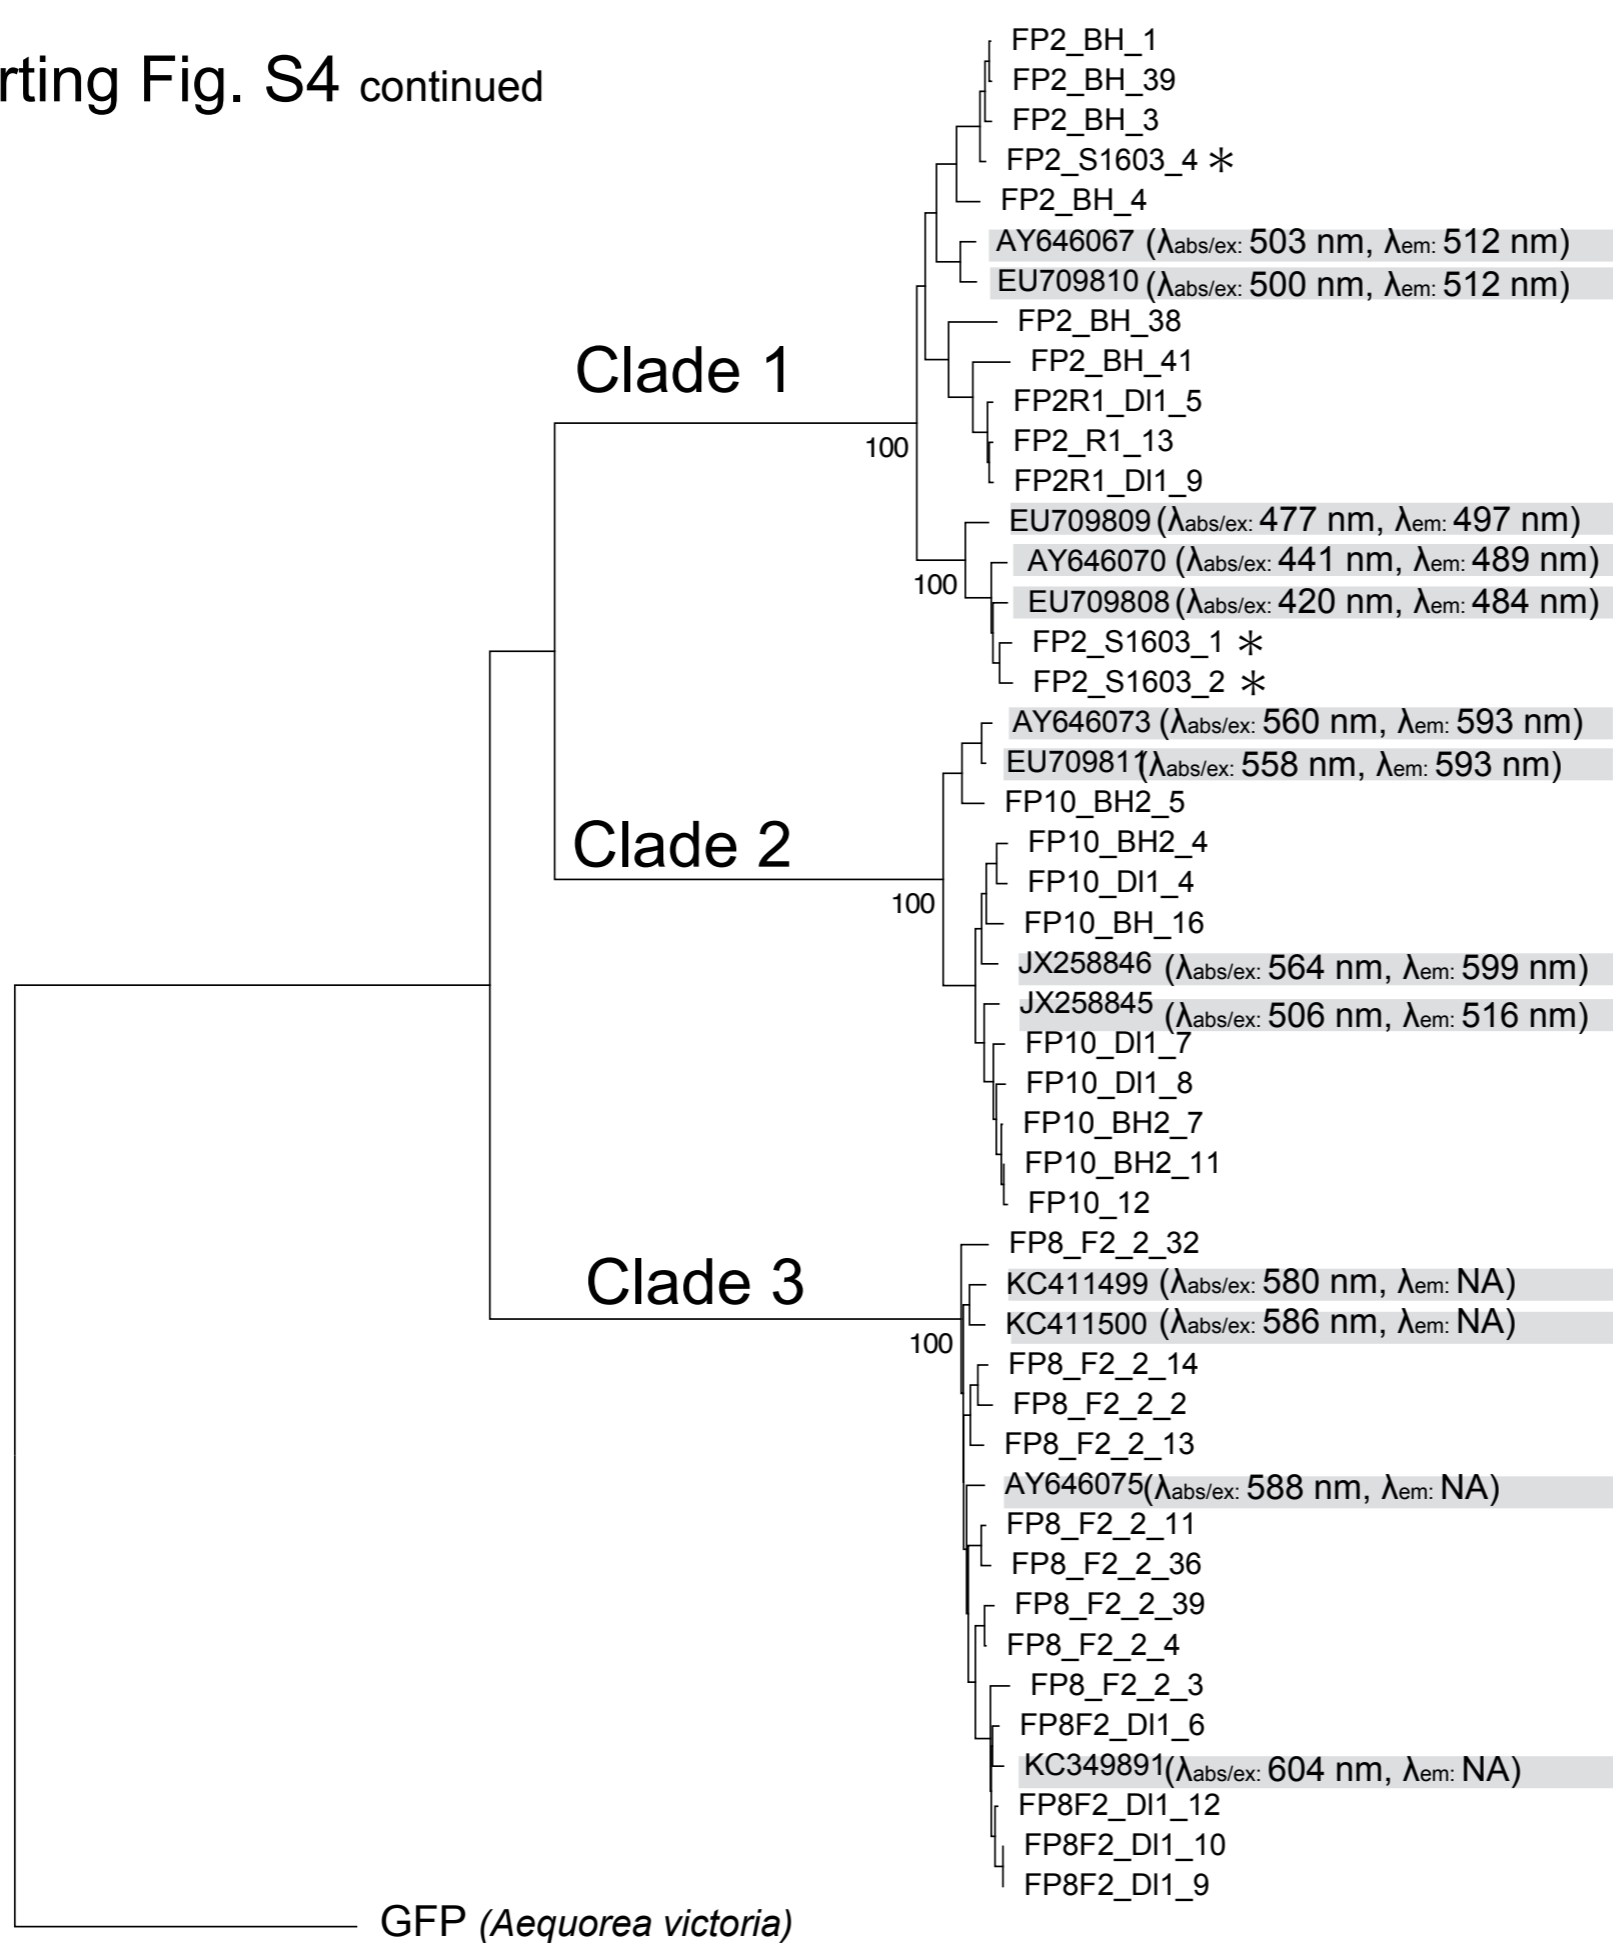 rting Fig. S4 continued
FP2_BH_1
FP2_BH_39
FP2_BH_3
FP2_S1603_4 *
FP2_BH_4
AY646067 (λabs/ex: 503 nm, λem: 512 nm)
EU709810 (λabs/ex: 500 nm, λem: 512 nm)
FP2_BH_38
Clade 1
FP2_BH_41
FP2R1_DI1_5
FP2_R1_13
100
FP2R1_DI1_9
EU709809 (λabs/ex: 477 nm, λem: 497 nm)
AY646070 (λabs/ex: 441 nm, λem: 489 nm)
100
EU709808 (λabs/ex: 420 nm, λem: 484 nm)
FP2_S1603_1 *
FP2_S1603_2 *
AY646073 (λabs/ex: 560 nm, λem: 593 nm)
EU709811 (λabs/ex: 558 nm, λem: 593 nm)
FP10_BH2_5
Clade 2
FP10_BH2_4
FP10_DI1_4
100
FP10_BH_16
JX258846 (λabs/ex: 564 nm, λem: 599 nm)
JX258845 (λabs/ex: 506 nm, λem: 516 nm)
FP10_DI1_7
FP10_DI1_8
FP10_BH2_7
FP10_BH2_11
FP10_12
FP8_F2_2_32
Clade 3
KC411499 (λabs/ex: 580 nm, λem: NA)
KC411500 (λabs/ex: 586 nm, λem: NA)
100
FP8_F2_2_14
FP8_F2_2_2
FP8_F2_2_13
AY646075 (λabs/ex: 588 nm, λem: NA)
FP8_F2_2_11
FP8_F2_2_36
FP8_F2_2_39
FP8_F2_2_4
FP8_F2_2_3
FP8F2_DI1_6
KC349891 (λabs/ex: 604 nm, λem: NA)
FP8F2_DI1_12
FP8F2_DI1_10
FP8F2_DI1_9
GFP (Aequorea victoria)